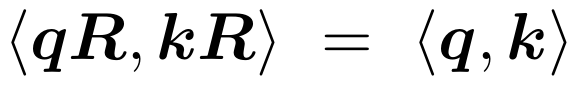 ⟨qR, kR⟩ = ⟨q, k⟩